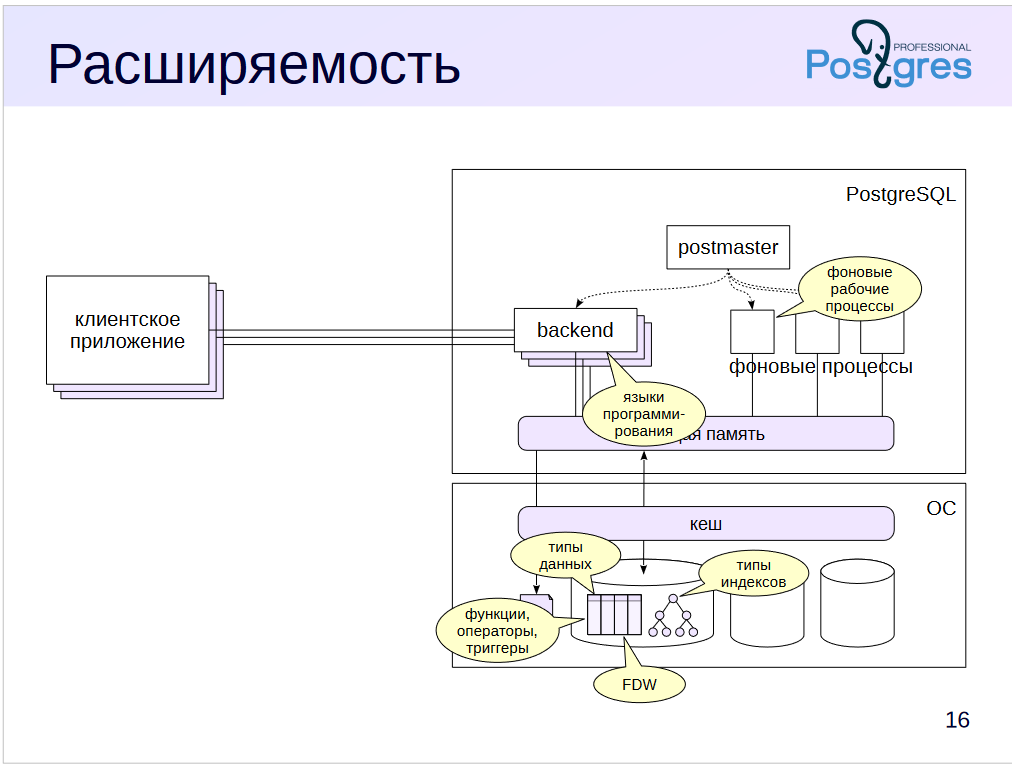 Расширяемость
PROFESSIONAL
Postgres
PostgreSQL
postmaster
фоновые
рабочие
процессы
клиентское
приложение
backend
фоновые процессы
языки
программи-
рования
память
ОС
кеш
типы
данных
типы
индексов
функции,
операторы,
триггеры
FDW
16